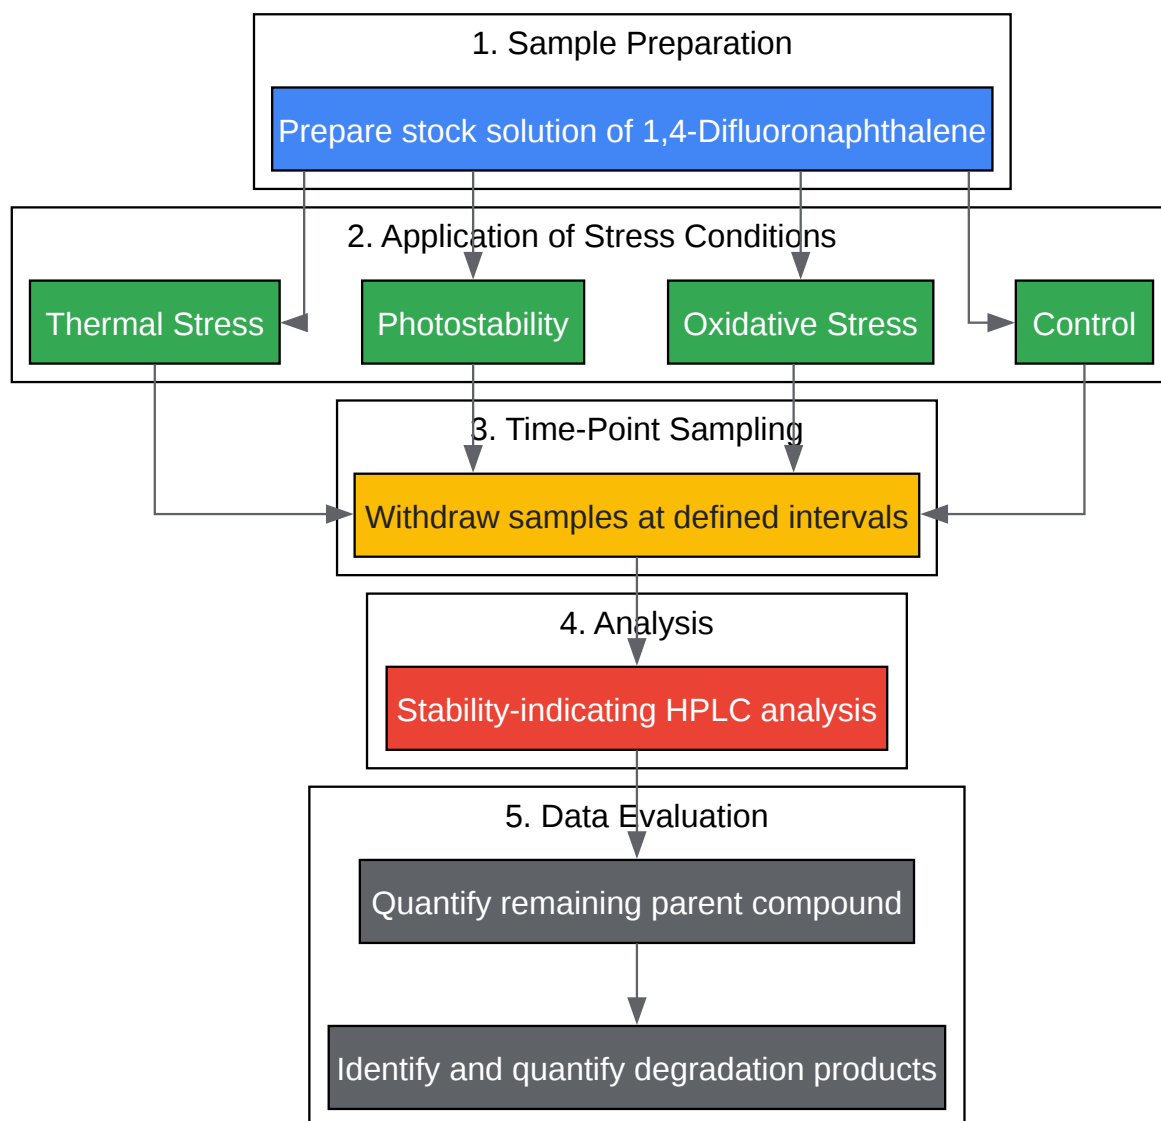 1. Sample Preparation
Prepare stock solution of 1,4-Difluoronaphthalene
2. Application of Stress Conditions
Thermal Stress
Photostability
Oxidative Stress
Control
3. Time-Point Sampling
Withdraw samples at defined intervals
4. Analysis
Stability-indicating HPLC analysis
5. Data Evaluation
Quantify remaining parent compound
Identify and quantify degradation products